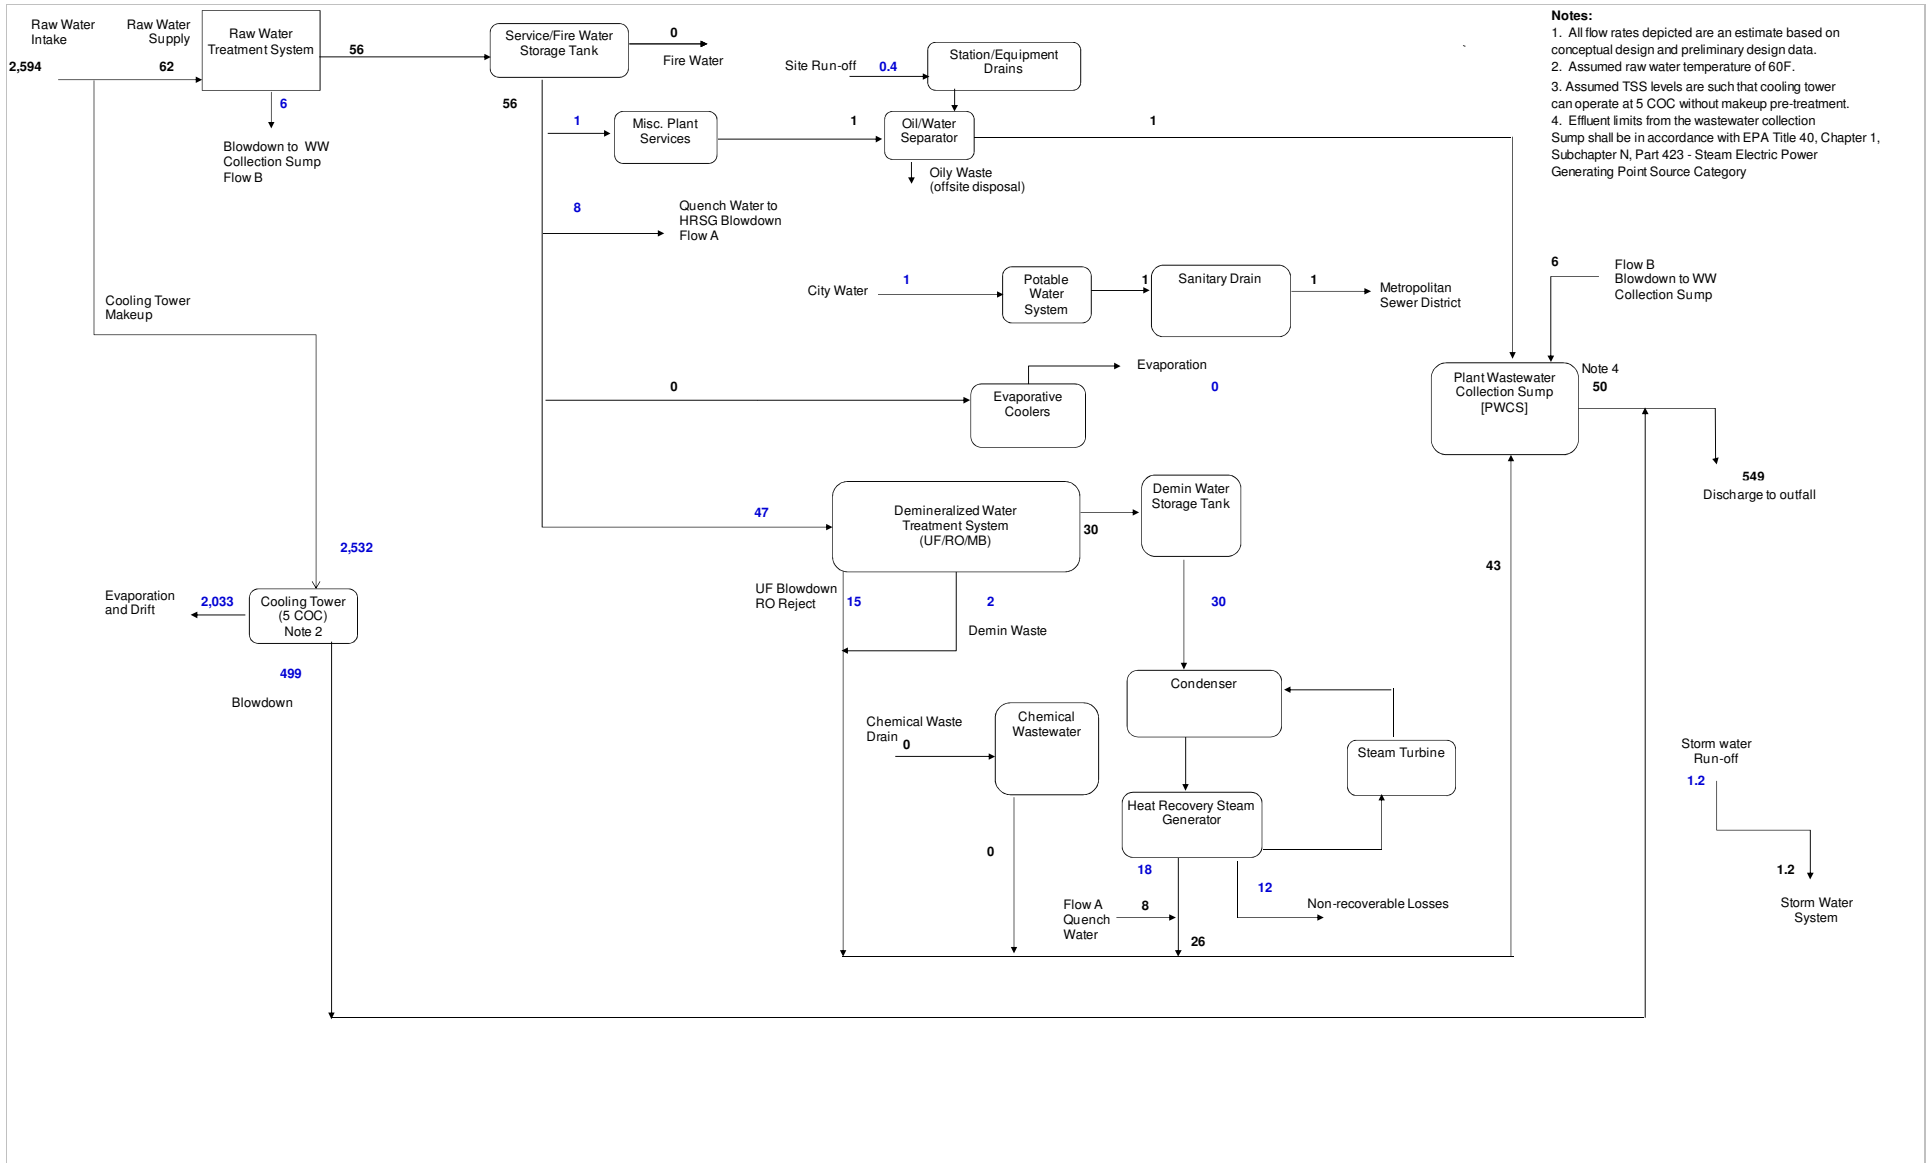 Raw Water
Intake
Raw Water
Supply
2,594
62
Raw Water
Treatment System
56
6
Blowdown to WW
Collection Sump
Flow B
Service/Fire Water
Storage Tank
0
Fire Water
56
Site Run-off
0.4
Station/Equipment
Drains
1
Misc. Plant
Services
1
Oil/Water
Separator
1
Oily Waste
(offsite disposal)
Notes:
1. All flow rates depicted are an estimate based on
conceptual design and preliminary design data.
2. Assumed raw water temperature of 60F.
3. Assumed TSS levels are such that cooling tower
can operate at 5 COC without makeup pre-treatment.
4. Effluent limits from the wastewater collection
Sump shall be in accordance with EPA Title 40, Chapter 1,
Subchapter N, Part 423 - Steam Electric Power
Generating Point Source Category
8
Quench Water to
HRSG Blowdown
Flow A
City Water
1
Potable
Water
System
1
Sanitary Drain
1
Metropolitan
Sewer District
6
Flow B
Blowdown to WW
Collection Sump
Cooling Tower
Makeup
0
Evaporative
Coolers
Evaporation
0
Plant Wastewater
Collection Sump
[PWCS]
Note 4
50
549
Discharge to outfall
47
Demineralized Water
Treatment System
(UF/RO/MB)
30
Demin Water
Storage Tank
43
2,532
Evaporation
and Drift
2,033
Cooling Tower
(5 COC)
Note 2
499
Blowdown
UF Blowdown
RO Reject
15
2
Demin Waste
30
Condenser
Chemical Waste
Drain
0
Chemical
Wastewater
0
Steam Turbine
Heat Recovery Steam
Generator
18
12
Non-recoverable Losses
Flow A
Quench
Water
8
26
Storm water
Run-off
1.2
1.2
Storm Water
System